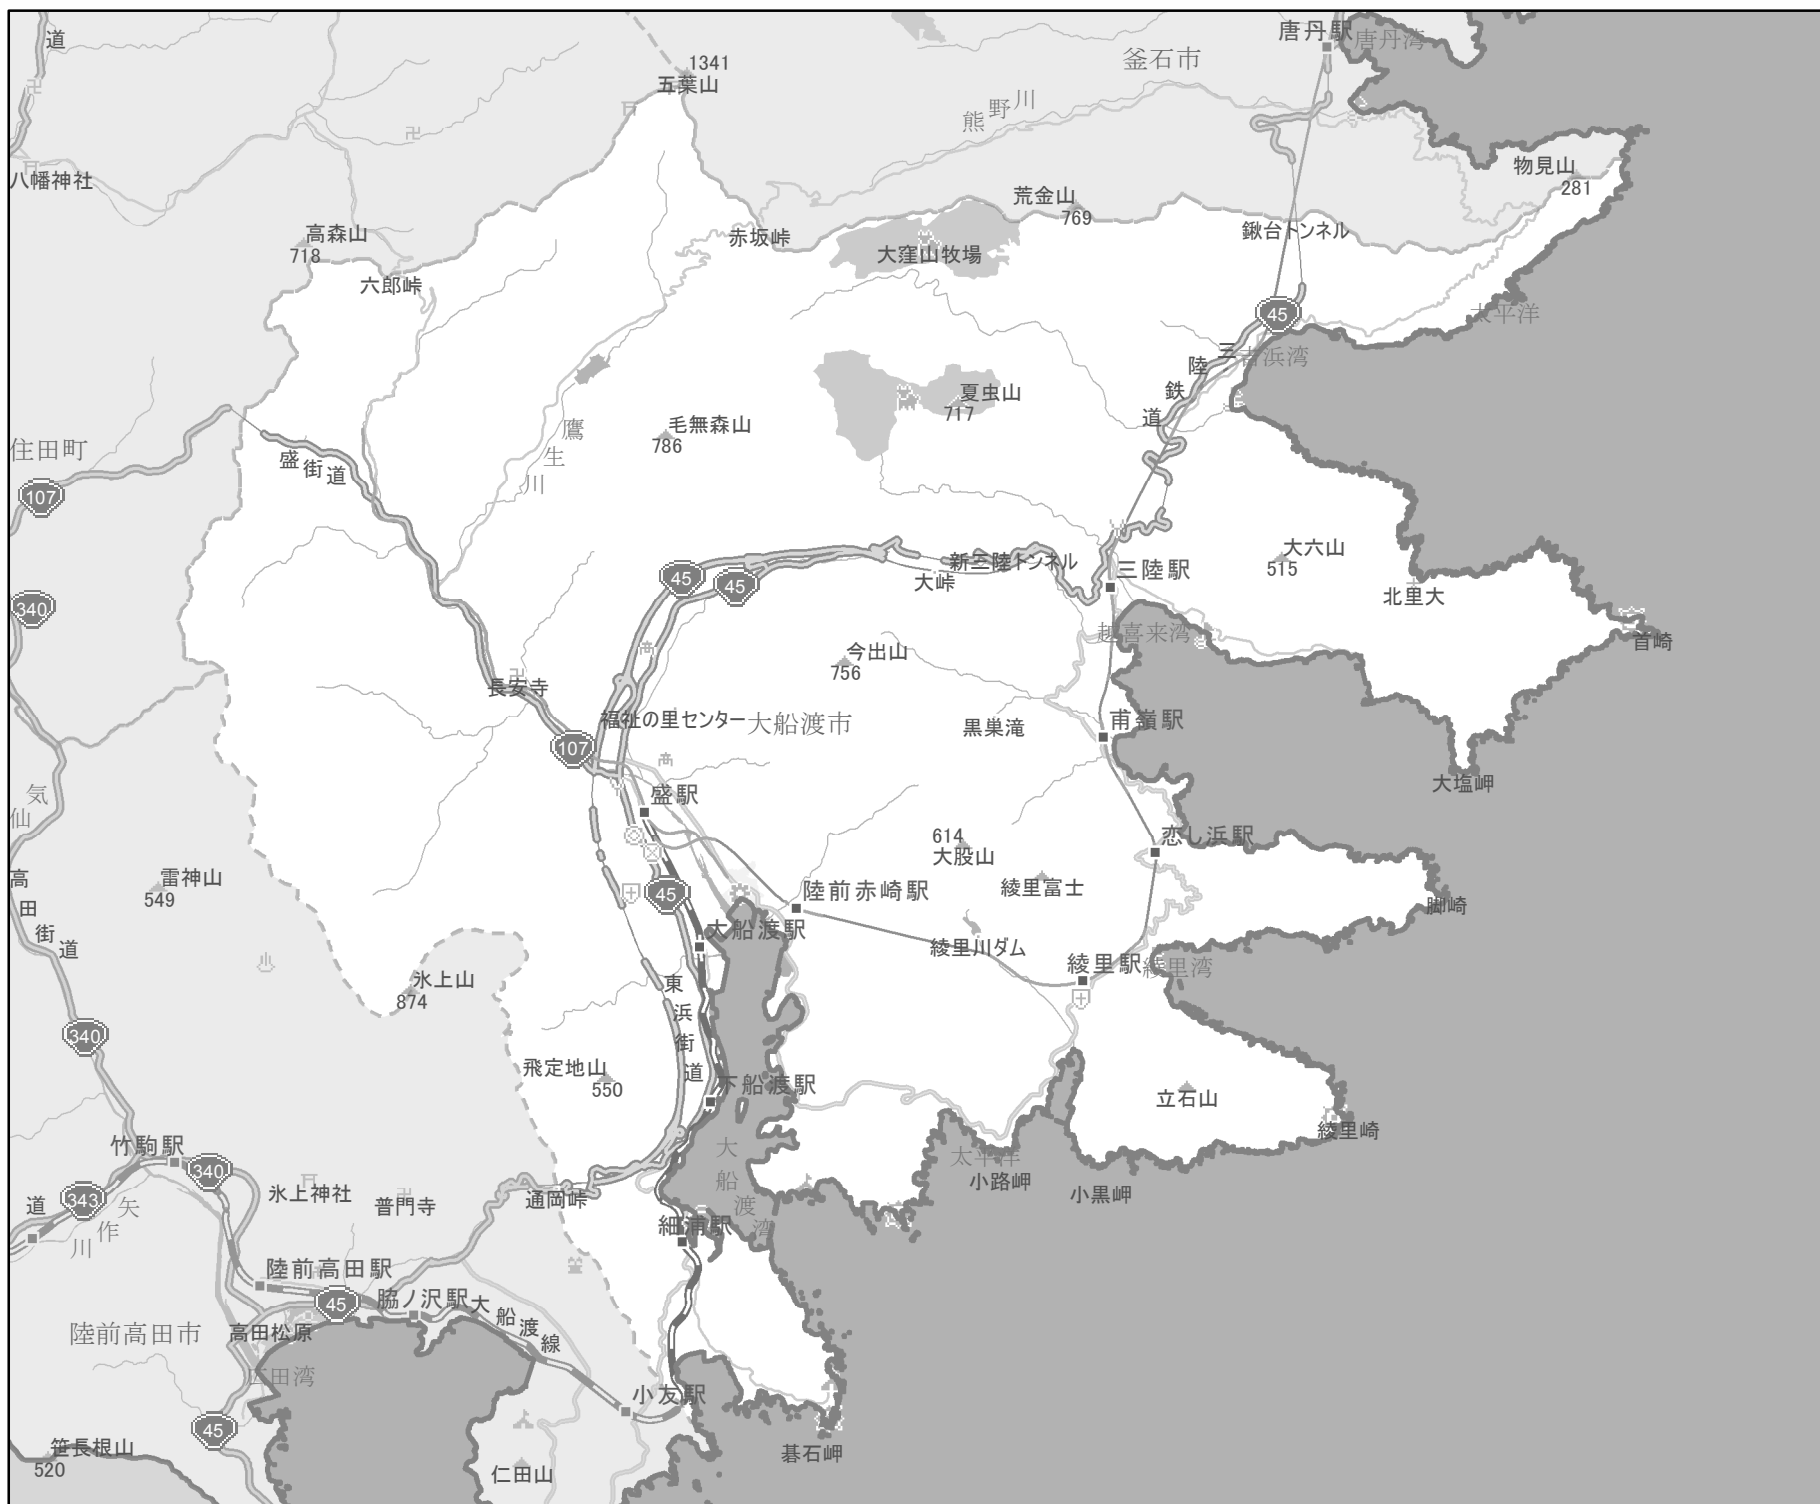 道
唐丹駅
唐丹湾
釜石市
1341
五葉山
熊野川
八幡神社
物見山
281
荒金山
769
高森山
718
赤坂峠
鍬台トンネル
大窪山牧場
六郎峠
太平洋
45
三陸鉄道
吉浜湾
夏虫山
717
毛無森山
786
鷹生川
住田町
盛街道
107
大六山
515
新三陸トンネル
大峠
三陸駅
45
45
北里大
340
越喜来湾
首崎
今出山
756
長安寺
福祉の里センター
大船渡市
黒巣滝
甫嶺駅
107
大塩岬
気仙
盛駅
614
大股山
恋し浜駅
雷神山
549
高田街道
陸前赤崎駅
綾里富士
脚崎
45
大船渡駅
綾里川ダム
綾里駅
綾里湾
氷上山
874
東浜街道
340
飛定地山
550
下船渡駅
立石山
綾里崎
竹駒駅
340
大船渡湾
太平洋
小路岬
小黒岬
343
道
矢作川
氷上神社
普門寺
通岡峠
細浦駅
陸前高田駅
45
脇ノ沢駅
大船渡線
陸前高田市
高田松原
広田湾
小友駅
45
笹長根山
520
仁田山
碁石岬